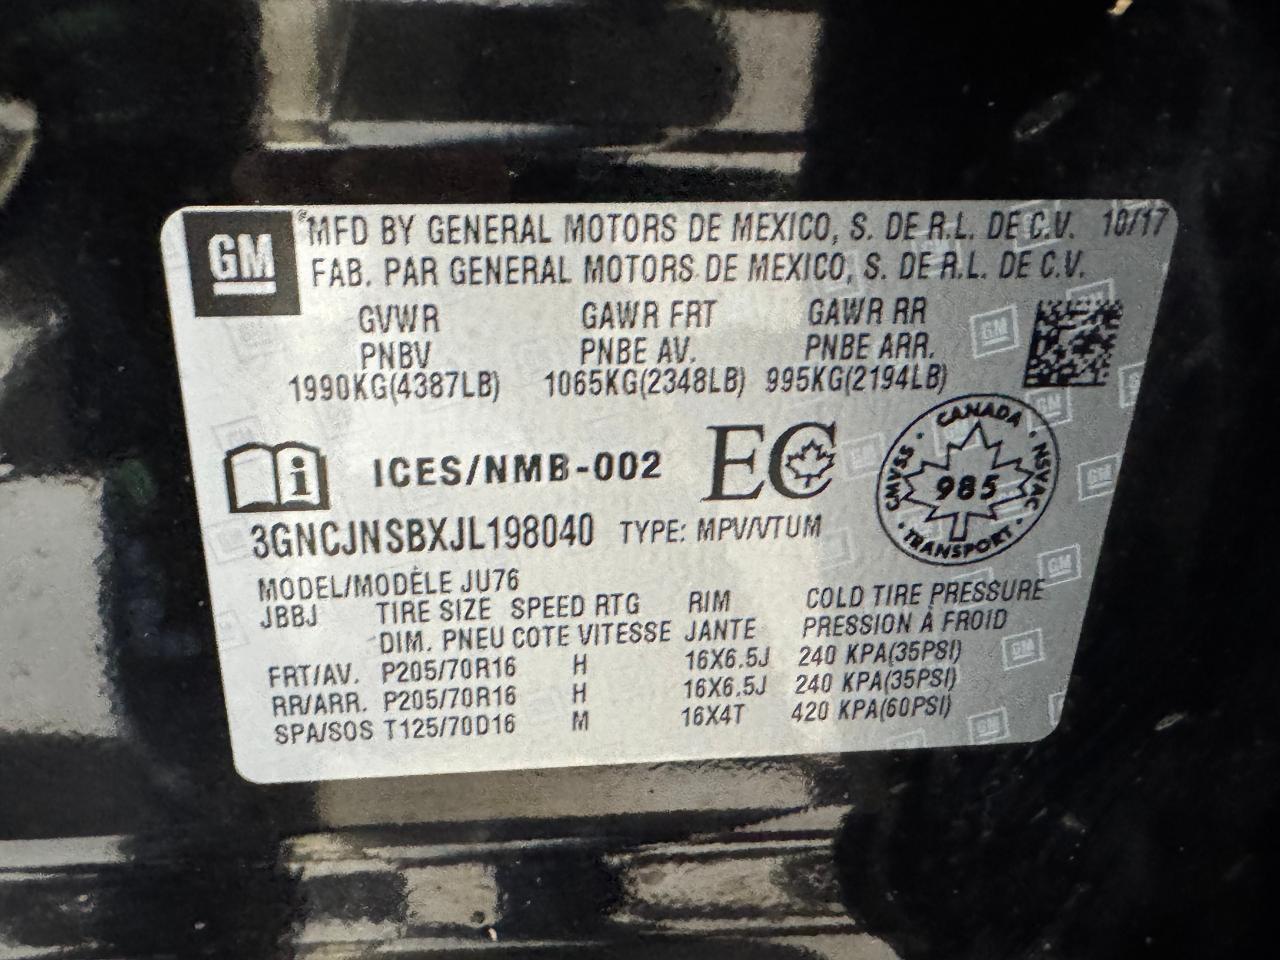 GM
MFD BY GENERAL MOTORS DE MEXICO, S. DE R.L. DE C.V. 10/17
FAB. PAR GENERAL MOTORS DE MEXICO, S. DE R.L. DE C.V.
GVWR GAWR FRT GAWR RR
PNBV PNBE AV. PNBE ARR.
1990KG(4387LB) 1065KG(2348LB) 995KG(2194LB)
i ICES/NMB-002 EC
CANADA · NSVAC · TRANSPORT · CMVSS ·
985
3GNCJNSBXJL198040 TYPE: MPV/VTUM
MODEL/MODÈLE JU76
JBBJ TIRE SIZE SPEED RTG RIM COLD TIRE PRESSURE
DIM. PNEU COTE VITESSE JANTE PRESSION À FROID
FRT/AV. P205/70R16 H 16X6.5J 240 KPA(35PSI)
RR/ARR. P205/70R16 H 16X6.5J 240 KPA(35PSI)
SPA/SOS T125/70D16 M 16X4T 420 KPA(60PSI)